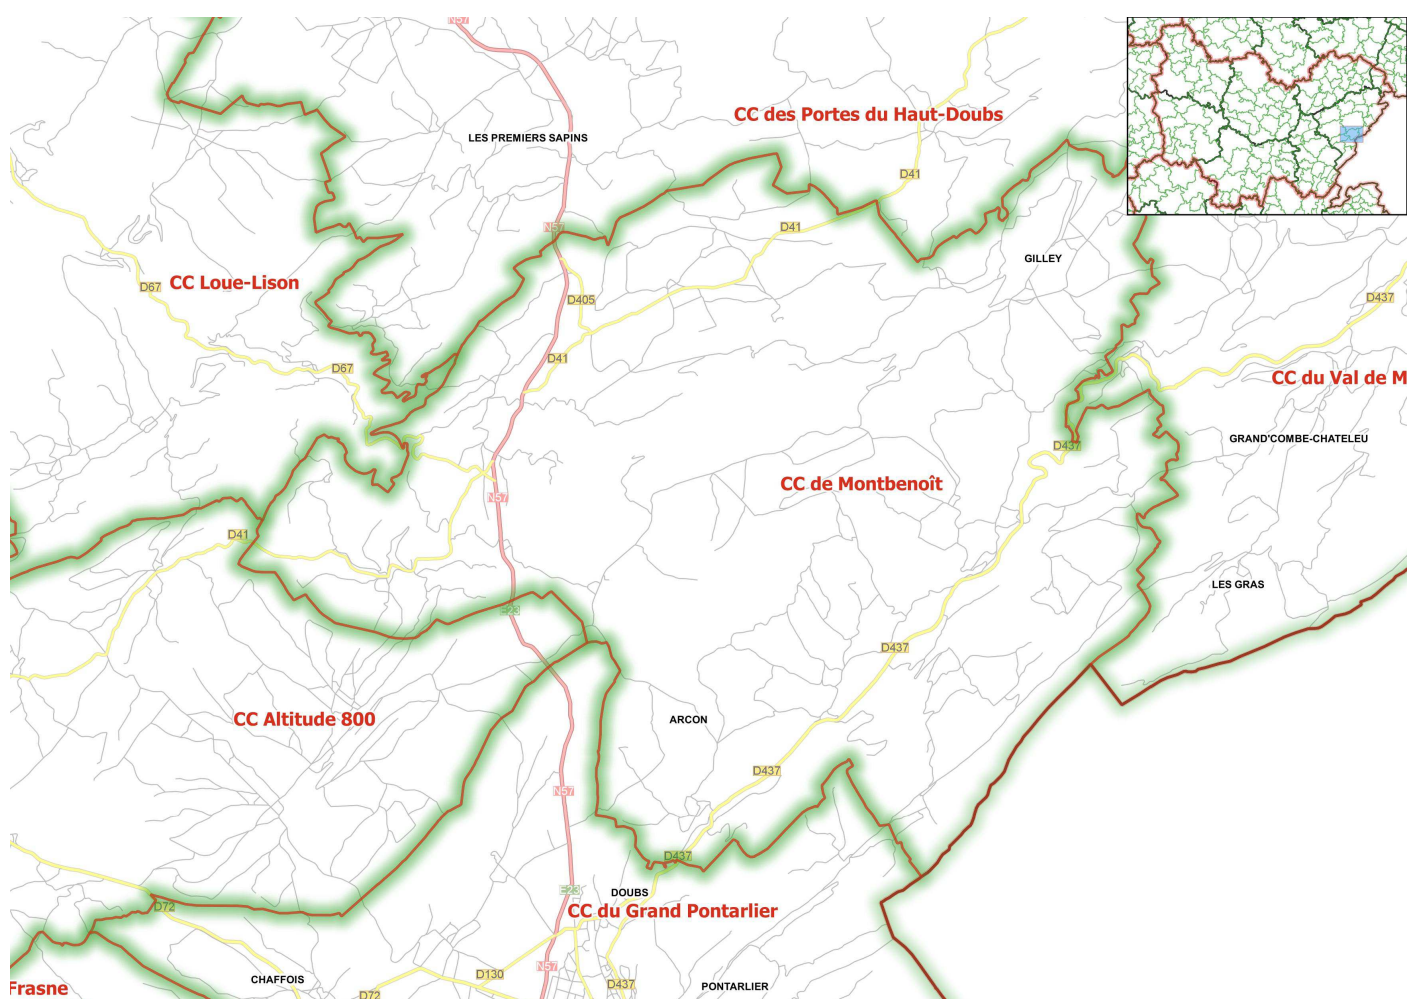 N57
CC des Portes du Haut-Doubs
LES PREMIERS SAPINS
D41
N57
D41
GILLEY
CC Loue-Lison
D67
D405
D437
D41
D67
CC du Val de M
GRAND'COMBE-CHATELEU
D437
CC de Montbenoît
N57
D41
LES GRAS
E23
D437
CC Altitude 800
ARCON
D437
N57
D437
E23
DOUBS
D72
CC du Grand Pontarlier
N57
D130
CHAFFOIS
D437
PONTARLIER
Frasne
D72